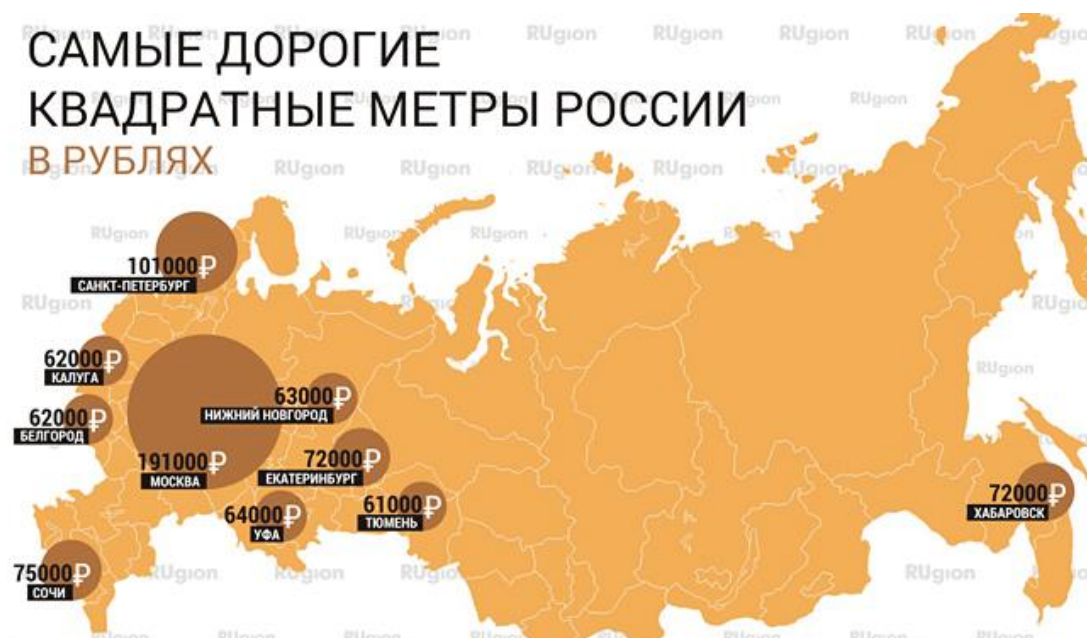 САМЫЕ ДОРОГИЕ
КВАДРАТНЫЕ МЕТРЫ РОССИИ
В РУБЛЯХ
RUgion
101000₽
САНКТ-ПЕТЕРБУРГ
62000₽
КАЛУГА
63000₽
НИЖНИЙ НОВГОРОД
62000₽
БЕЛГОРОД
191000₽
МОСКВА
72000₽
ЕКАТЕРИНБУРГ
64000₽
УФА
61000₽
ТЮМЕНЬ
72000₽
ХАБАРОВСК
75000₽
СОЧИ